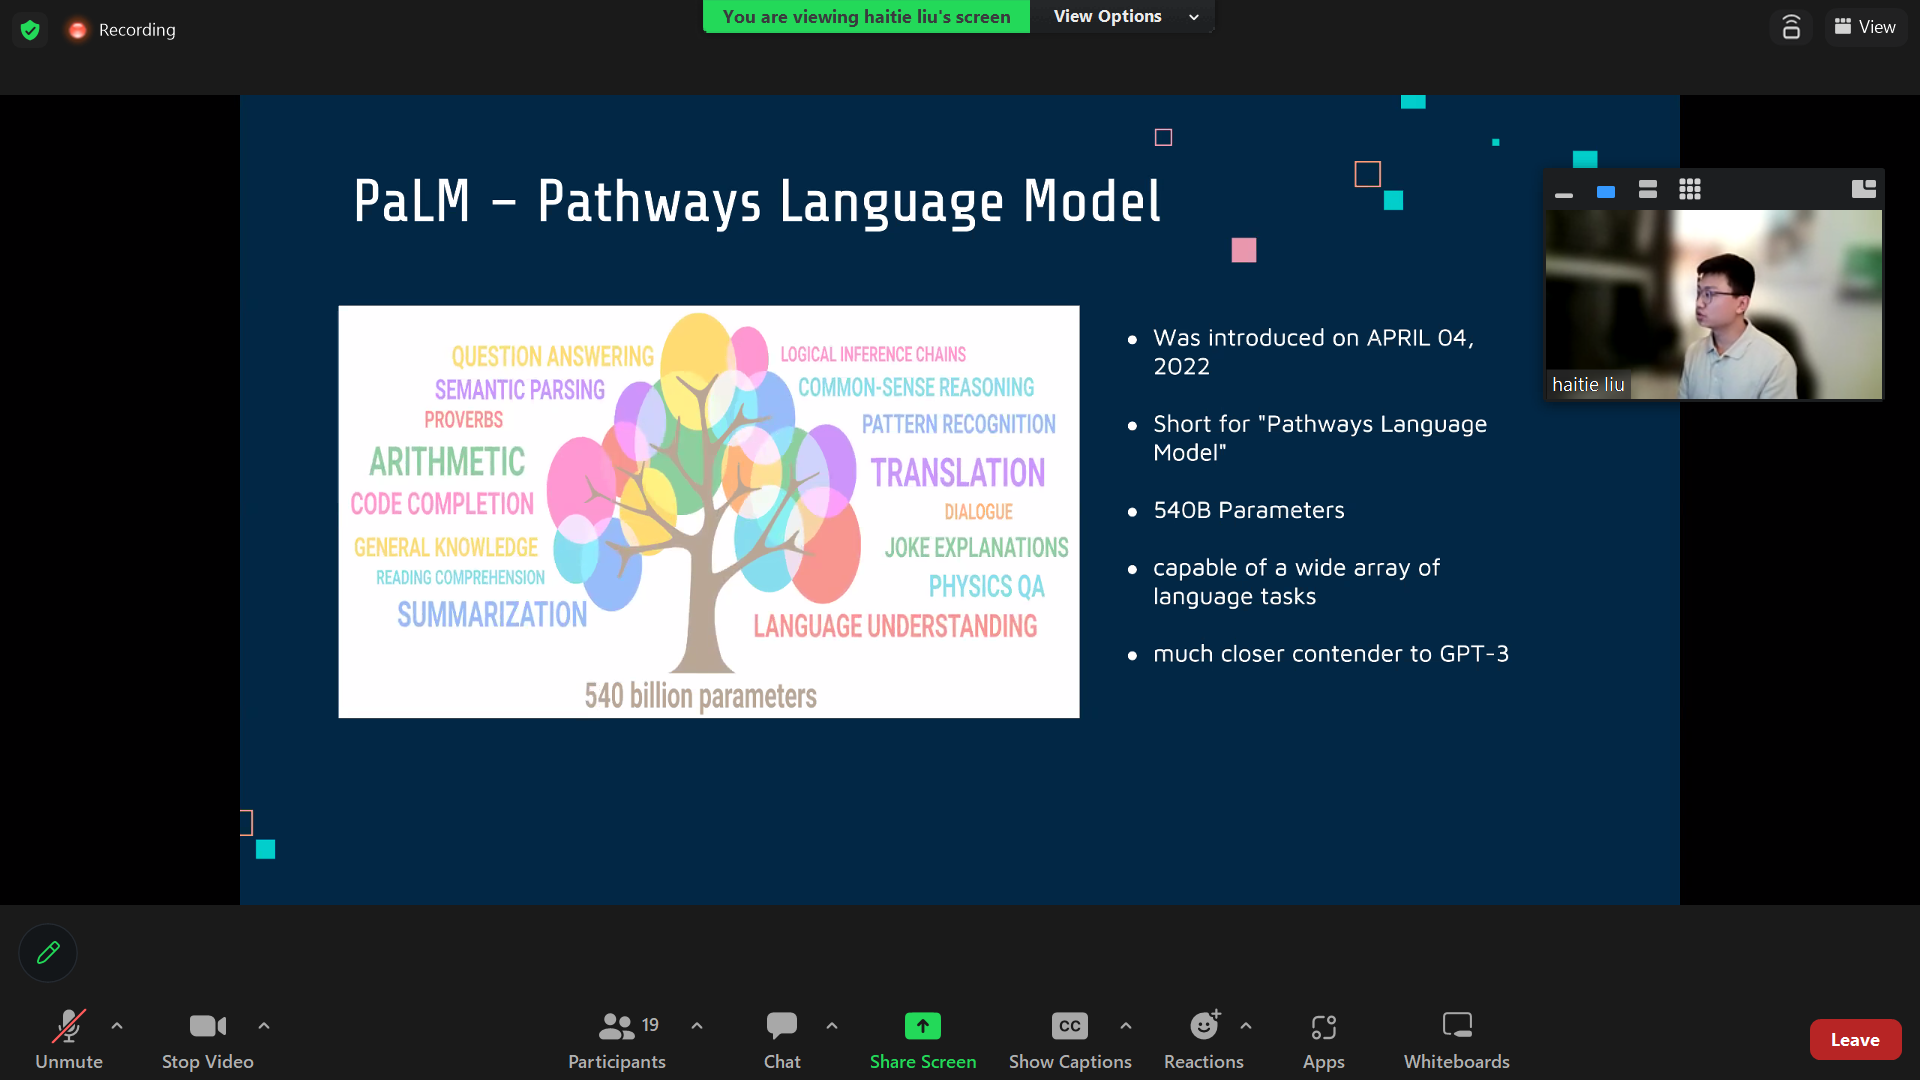 Recording
You are viewing haitie liu's screen
View Options
View
PaLM – Pathways Language Model
QUESTION ANSWERING
SEMANTIC PARSING
PROVERBS
ARITHMETIC
CODE COMPLETION
GENERAL KNOWLEDGE
READING COMPREHENSION
SUMMARIZATION
LOGICAL INFERENCE CHAINS
COMMON-SENSE REASONING
PATTERN RECOGNITION
TRANSLATION
DIALOGUE
JOKE EXPLANATIONS
PHYSICS QA
LANGUAGE UNDERSTANDING
540 billion parameters
• Was introduced on APRIL 04,
2022
• Short for "Pathways Language
Model"
• 540B Parameters
• capable of a wide array of
language tasks
• much closer contender to GPT-3
haitie liu
Unmute
Stop Video
19
Participants
Chat
Share Screen
CC
Show Captions
Reactions
Apps
Whiteboards
Leave